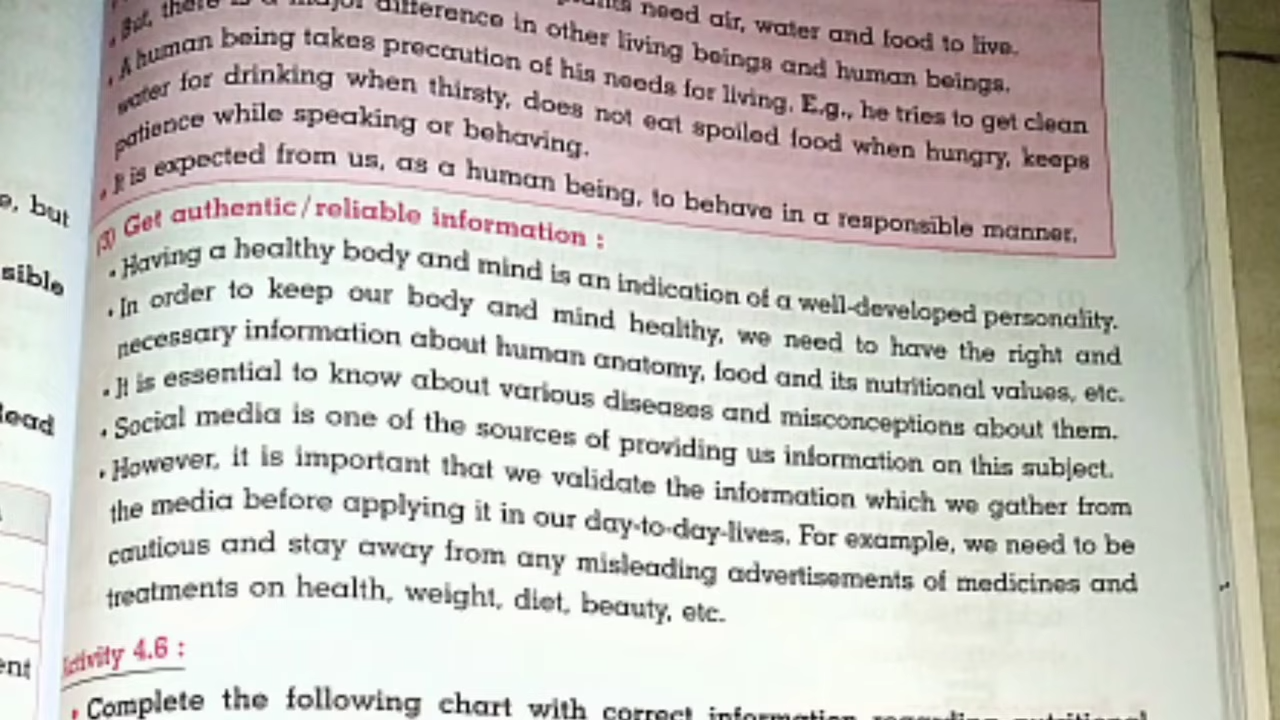 plants need air, water and food to live.
• But, there is a major difference in other living beings and human beings.
• A human being takes precaution of his needs for living. E.g., he tries to get clean
water for drinking when thirsty, does not eat spoiled food when hungry, keeps
patience while speaking or behaving.
• It is expected from us, as a human being, to behave in a responsible manner.
(3) Get authentic/reliable information :
• Having a healthy body and mind is an indication of a well-developed personality.
• In order to keep our body and mind healthy, we need to have the right and
necessary information about human anatomy, food and its nutritional values, etc.
• It is essential to know about various diseases and misconceptions about them.
• Social media is one of the sources of providing us information on this subject.
• However, it is important that we validate the information which we gather from
the media before applying it in our day-to-day-lives. For example, we need to be
cautious and stay away from any misleading advertisements of medicines and
treatments on health, weight, diet, beauty, etc.
Activity 4.6 :
• Complete the following chart with correct information regarding nutritional
e, but
sible
lead
ent